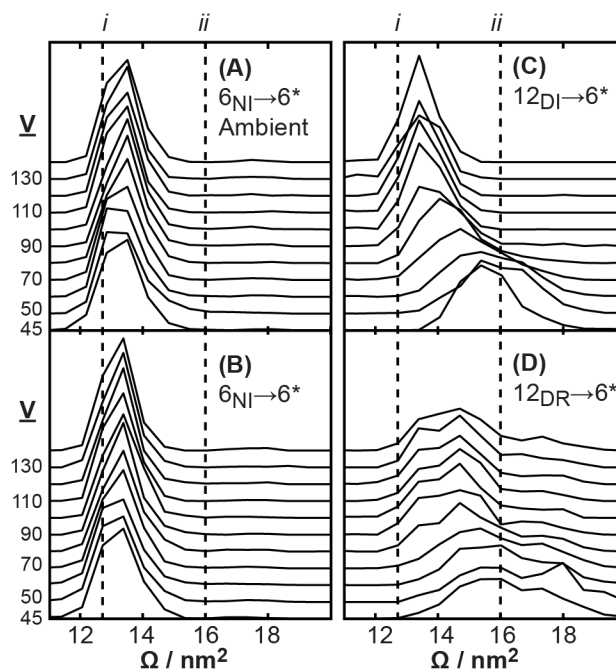 i ii i ii
(A)
6NI→6*
Ambient
(C)
12DI→6*
V
130
110
90
70
50
45
(B)
6NI→6*
(D)
12DR→6*
V
130
110
90
70
50
45
12 14 16 18 12 14 16 18
Ω / nm² Ω / nm²